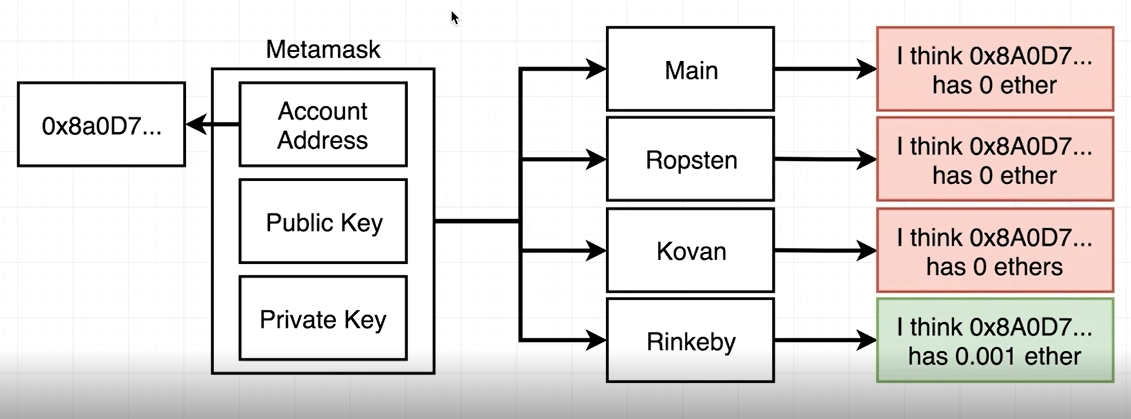 Metamask
0x8a0D7...
Account
Address
Public Key
Private Key
Main
Ropsten
Kovan
Rinkeby
I think 0x8A0D7...
has 0 ether
I think 0x8A0D7...
has 0 ether
I think 0x8A0D7...
has 0 ethers
I think 0x8A0D7...
has 0.001 ether